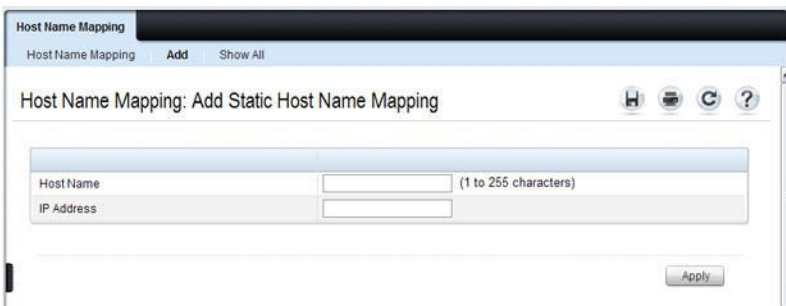 Host Name Mapping
Host Name Mapping Add Show All
Host Name Mapping: Add Static Host Name Mapping
Host Name (1 to 255 characters)
IP Address
Apply